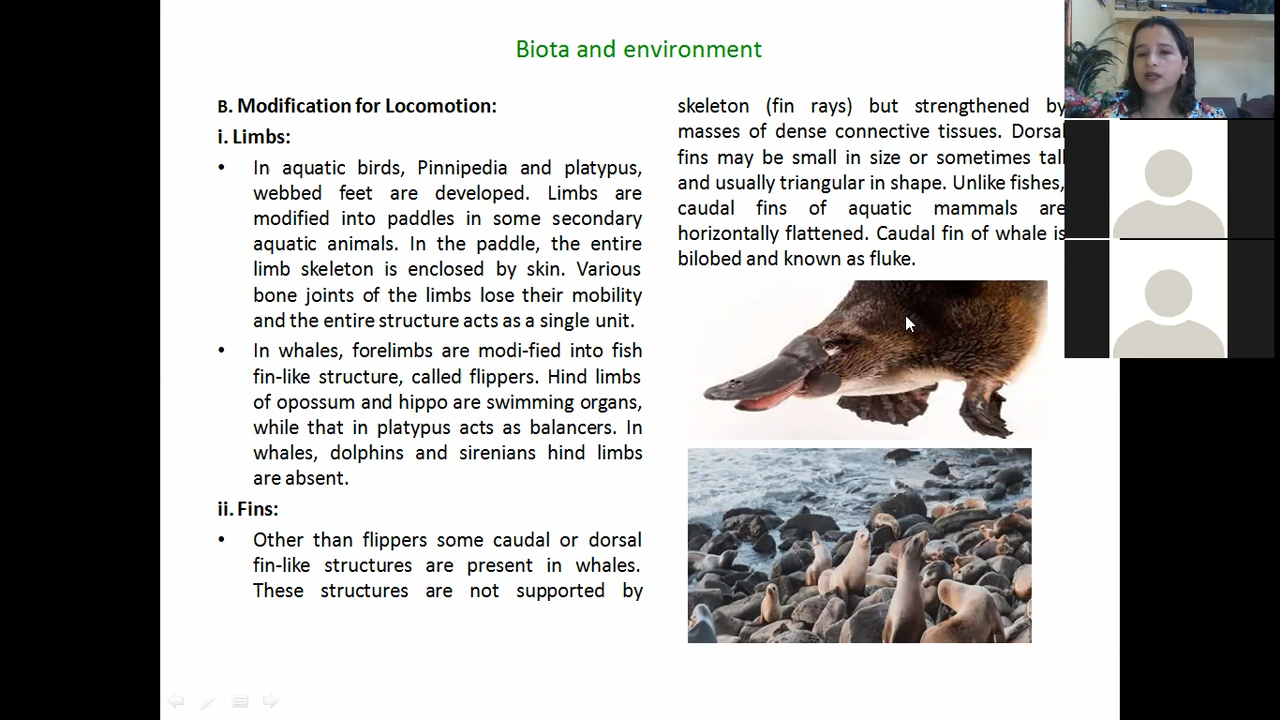 Biota and environment
B. Modification for Locomotion:
i. Limbs:
• In aquatic birds, Pinnipedia and platypus,
webbed feet are developed. Limbs are
modified into paddles in some secondary
aquatic animals. In the paddle, the entire
limb skeleton is enclosed by skin. Various
bone joints of the limbs lose their mobility
and the entire structure acts as a single unit.
• In whales, forelimbs are modi-fied into fish
fin-like structure, called flippers. Hind limbs
of opossum and hippo are swimming organs,
while that in platypus acts as balancers. In
whales, dolphins and sirenians hind limbs
are absent.
ii. Fins:
• Other than flippers some caudal or dorsal
fin-like structures are present in whales.
These structures are not supported by
skeleton (fin rays) but strengthened by
masses of dense connective tissues. Dorsal
fins may be small in size or sometimes tall
and usually triangular in shape. Unlike fishes,
caudal fins of aquatic mammals are
horizontally flattened. Caudal fin of whale is
bilobed and known as fluke.